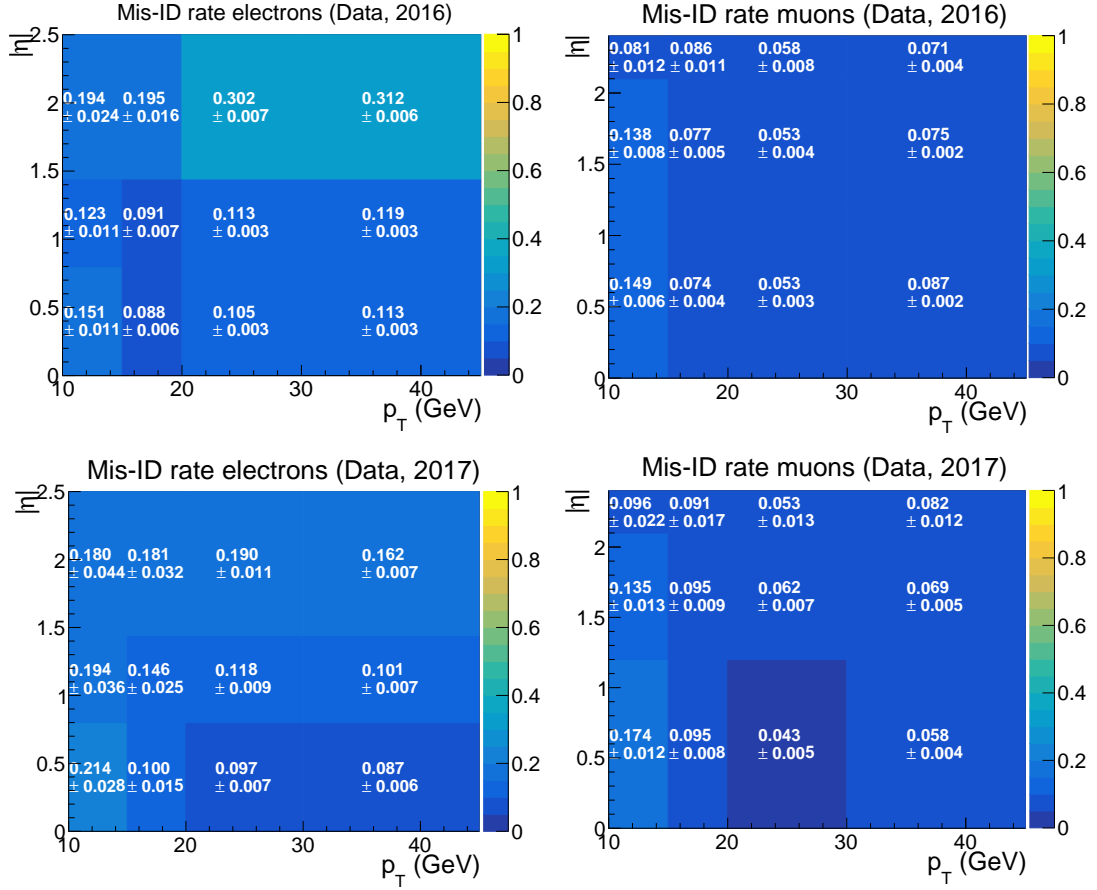 Mis-ID rate electrons (Data, 2016)
|η|
2.5
2
1.5
1
0.5
0
0.194 0.195 0.302 0.312
± 0.024 ± 0.016 ± 0.007 ± 0.006
0.123 0.091 0.113 0.119
± 0.011 ± 0.007 ± 0.003 ± 0.003
0.151 0.088 0.105 0.113
± 0.011 ± 0.006 ± 0.003 ± 0.003
10 20 30 40
p_T (GeV)
1
0.8
0.6
0.4
0.2
0
Mis-ID rate muons (Data, 2016)
|η|
2
1.5
1
0.5
0
0.081 0.086 0.058 0.071
± 0.012 ± 0.011 ± 0.008 ± 0.004
0.138 0.077 0.053 0.075
± 0.008 ± 0.005 ± 0.004 ± 0.002
0.149 0.074 0.053 0.087
± 0.006 ± 0.004 ± 0.003 ± 0.002
10 20 30 40
p_T (GeV)
1
0.8
0.6
0.4
0.2
0
Mis-ID rate electrons (Data, 2017)
|η|
2.5
2
1.5
1
0.5
0
0.180 0.181 0.190 0.162
± 0.044 ± 0.032 ± 0.011 ± 0.007
0.194 0.146 0.118 0.101
± 0.036 ± 0.025 ± 0.009 ± 0.007
0.214 0.100 0.097 0.087
± 0.028 ± 0.015 ± 0.007 ± 0.006
10 20 30 40
p_T (GeV)
1
0.8
0.6
0.4
0.2
0
Mis-ID rate muons (Data, 2017)
|η|
2
1.5
1
0.5
0
0.096 0.091 0.053 0.082
± 0.022 ± 0.017 ± 0.013 ± 0.012
0.135 0.095 0.062 0.069
± 0.013 ± 0.009 ± 0.007 ± 0.005
0.174 0.095 0.043 0.058
± 0.012 ± 0.008 ± 0.005 ± 0.004
10 20 30 40
p_T (GeV)
1
0.8
0.6
0.4
0.2
0